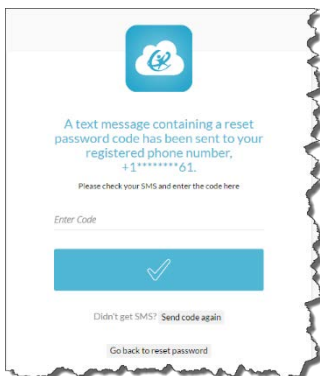 A text message containing a reset
password code has been sent to your
registered phone number,
+1********61.
Please check your SMS and enter the code here
Enter Code
Didn't get SMS? Send code again
Go back to reset password